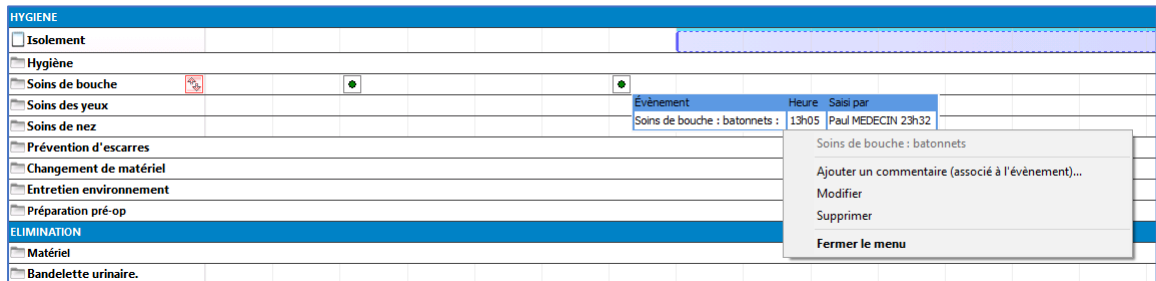 HYGIENE
Isolement
Hygiène
Soins de bouche
Soins des yeux
Évènement Heure Saisi par
Soins de nez
Soins de bouche : batonnets : 13h05 Paul MEDECIN 23h32
Prévention d'escarres
Soins de bouche : batonnets
Changement de matériel
Ajouter un commentaire (associé à l'évènement)...
Entretien environnement
Modifier
Préparation pré-op
Supprimer
ELIMINATION
Fermer le menu
Matériel
Bandelette urinaire.